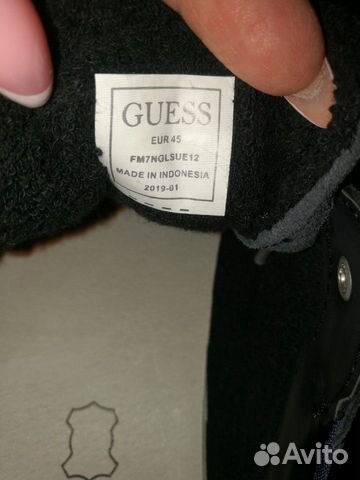 GUESS
EUR 45
FM7NGLSUE12
MADE IN INDONESIA
2019-01
Avito